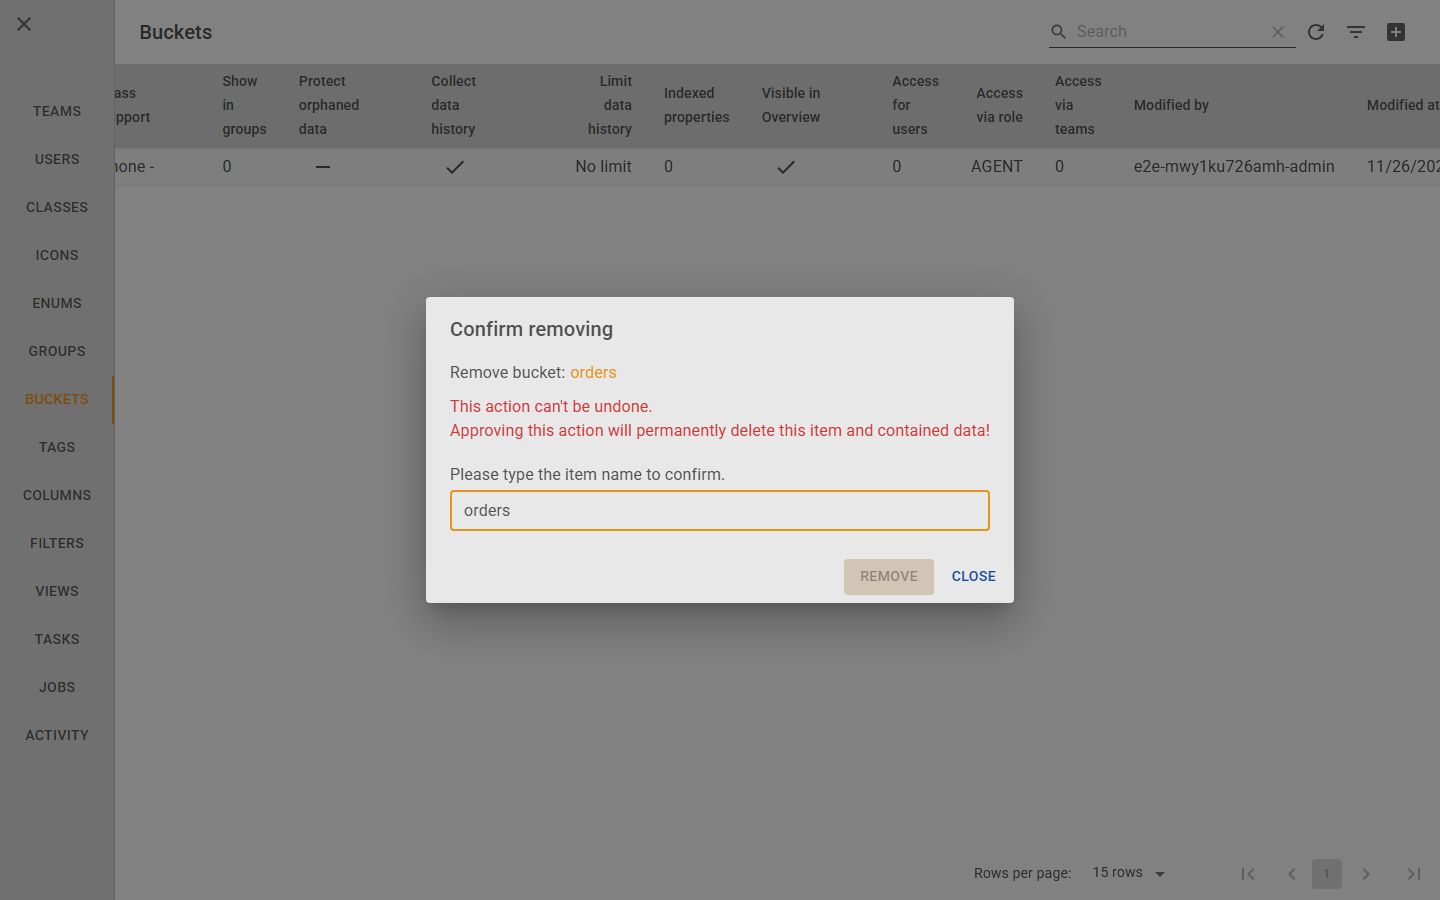 Buckets
Search
TEAMS
USERS
CLASSES
ICONS
ENUMS
GROUPS
BUCKETS
TAGS
COLUMNS
FILTERS
VIEWS
TASKS
JOBS
ACTIVITY
Show in groups
Protect orphaned data
Collect data history
Limit data history
Indexed properties
Visible in Overview
Access for users
Access via role
Access via teams
Modified by
Modified at
0
No limit
0
0
AGENT
0
e2e-mwy1ku726amh-admin
11/26/202
Confirm removing
Remove bucket: orders
This action can't be undone.
Approving this action will permanently delete this item and contained data!
Please type the item name to confirm.
orders
REMOVE
CLOSE
Rows per page:
15 rows
1